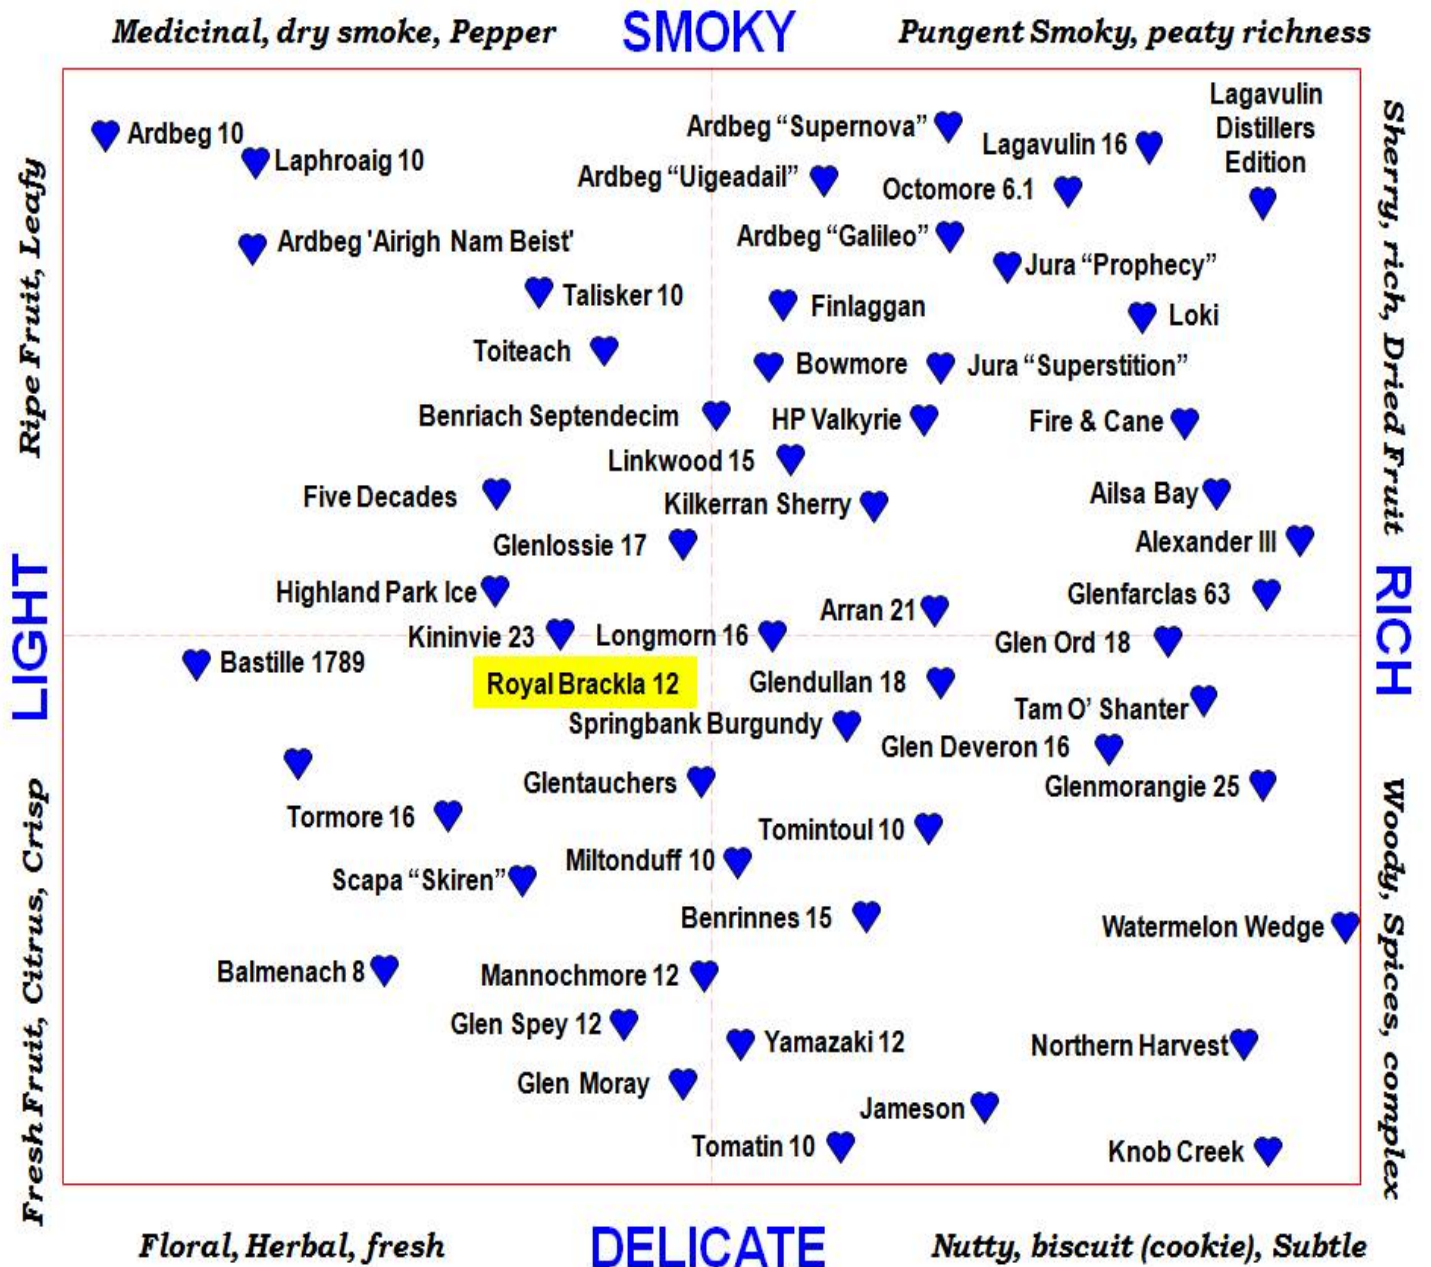 Medicinal, dry smoke, Pepper
SMOKY
Pungent Smoky, peaty richness
Ripe Fruit, Leafy
LIGHT
Fresh Fruit, Citrus, Crisp
Ardbeg 10
Laphroaig 10
Ardbeg “Supernova”
Lagavulin 16
Lagavulin
Distillers
Edition
Ardbeg “Uigeadail”
Octomore 6.1
Ardbeg 'Airigh Nam Beist'
Ardbeg “Galileo”
Jura “Prophecy”
Talisker 10
Finlaggan
Loki
Toiteach
Bowmore
Jura “Superstition”
Benriach Septendecim
HP Valkyrie
Fire & Cane
Linkwood 15
Five Decades
Kilkerran Sherry
Ailsa Bay
Glenlossie 17
Alexander III
Highland Park Ice
Arran 21
Glenfarclas 63
Kininvie 23
Longmorn 16
Glen Ord 18
Bastille 1789
Royal Brackla 12
Glendullan 18
Springbank Burgundy
Tam O’ Shanter
Glen Deveron 16
Glentauchers
Glenmorangie 25
Tormore 16
Tomintoul 10
Miltonduff 10
Scapa “Skiren”
Benrinnes 15
Watermelon Wedge
Balmenach 8
Mannochmore 12
Glen Spey 12
Yamazaki 12
Northern Harvest
Glen Moray
Jameson
Tomatin 10
Knob Creek
Sherry, rich, Dried Fruit
RICH
Woody, Spices, complex
Floral, Herbal, fresh
DELICATE
Nutty, biscuit (cookie), Subtle